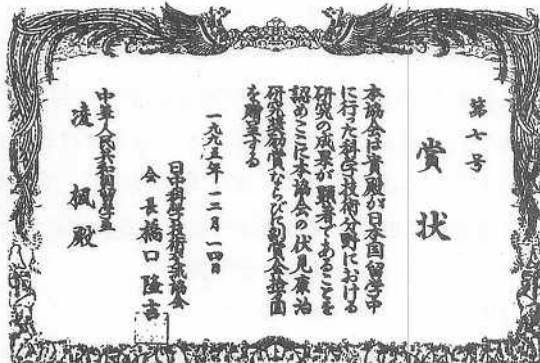 第七号
賞状
本協会は貴殿が日本国留学中
に行った科学技術分野における
研究の成果が顕著であることを
認めここに本協会の伏見康治
研究奨励賞ならびに副賞金拾万円
を贈呈する
一九九五年一二月一四日
日中科学技術交流協会
会長橋口隆吉
中華人民共和国留学生
凌楓殿